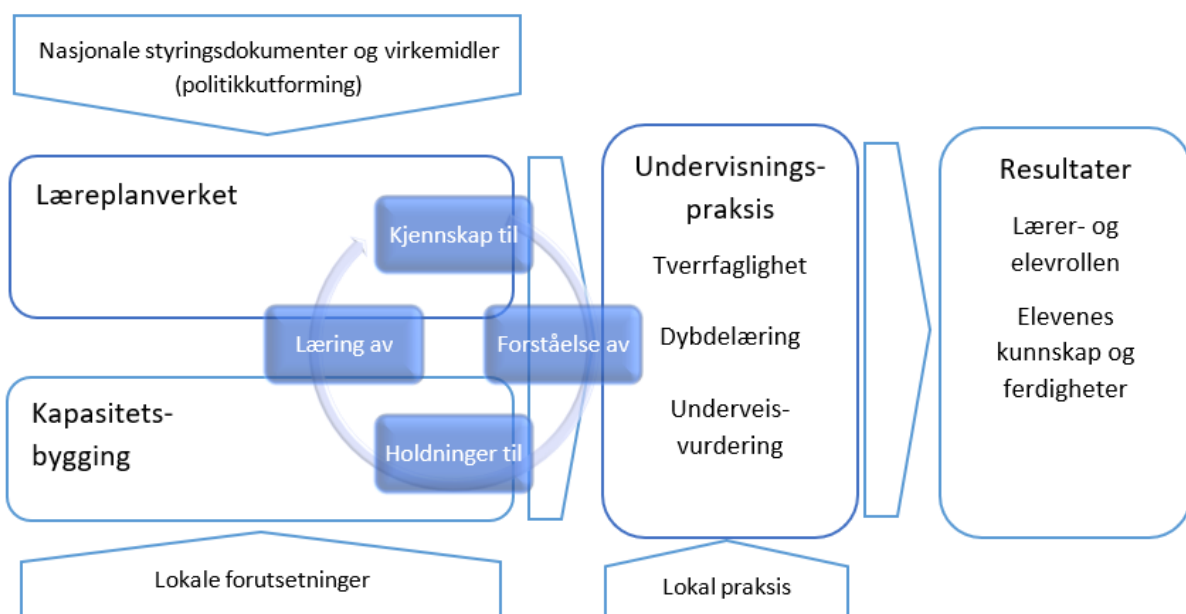 Nasjonale styringsdokumenter og virkemidler
(politikkutforming)
Læreplanverket
Kjennskap til
Læring av
Forståelse av
Kapasitets-
bygging
Holdninger til
Lokale forutsetninger
Undervisnings-
praksis
Tverrfaglighet
Dybdelæring
Underveis-
vurdering
Lokal praksis
Resultater
Lærer- og
elevrollen
Elevenes
kunnskap og
ferdigheter